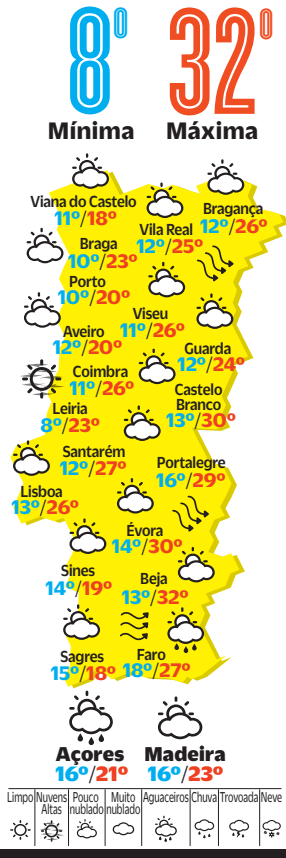 8º 32º
Mínima Máxima
Viana do Castelo
11º/18º
Bragança
12º/26º
Vila Real
12º/25º
Braga
10º/23º
Porto
10º/20º
Viseu
11º/26º
Aveiro
12º/20º
Guarda
12º/24º
Coimbra
11º/26º
Castelo
Branco
13º/30º
Leiria
8º/23º
Santarém
12º/27º
Portalegre
16º/29º
Lisboa
13º/26º
Évora
14º/30º
Sines
14º/19º
Beja
13º/32º
Sagres
15º/18º
Faro
18º/27º
Açores
16º/21º
Madeira
16º/23º
Limpo
Nuvens
Altas
Pouco
nublado
Muito
nublado
Aguaceiros
Chuva
Trovoada
Neve